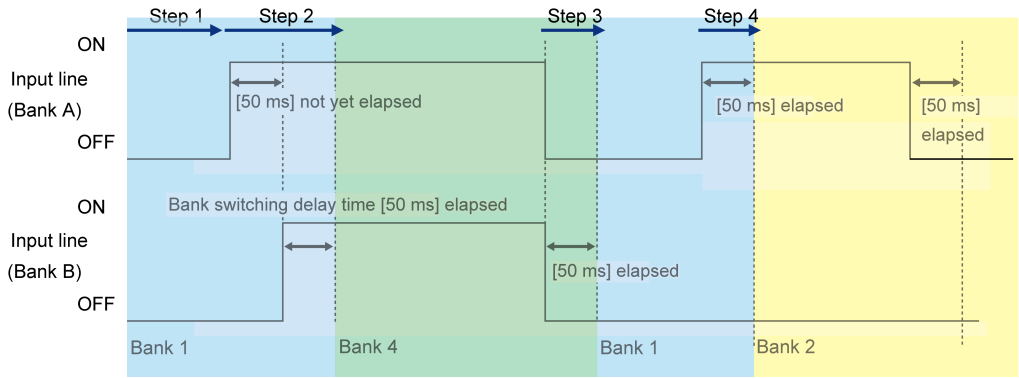 Step 1
Step 2
Step 3
Step 4
ON
Input line
(Bank A)
OFF
[50 ms] not yet elapsed
[50 ms] elapsed
[50 ms]
elapsed
Bank switching delay time [50 ms] elapsed
ON
Input line
(Bank B)
OFF
[50 ms] elapsed
Bank 1
Bank 4
Bank 1
Bank 2